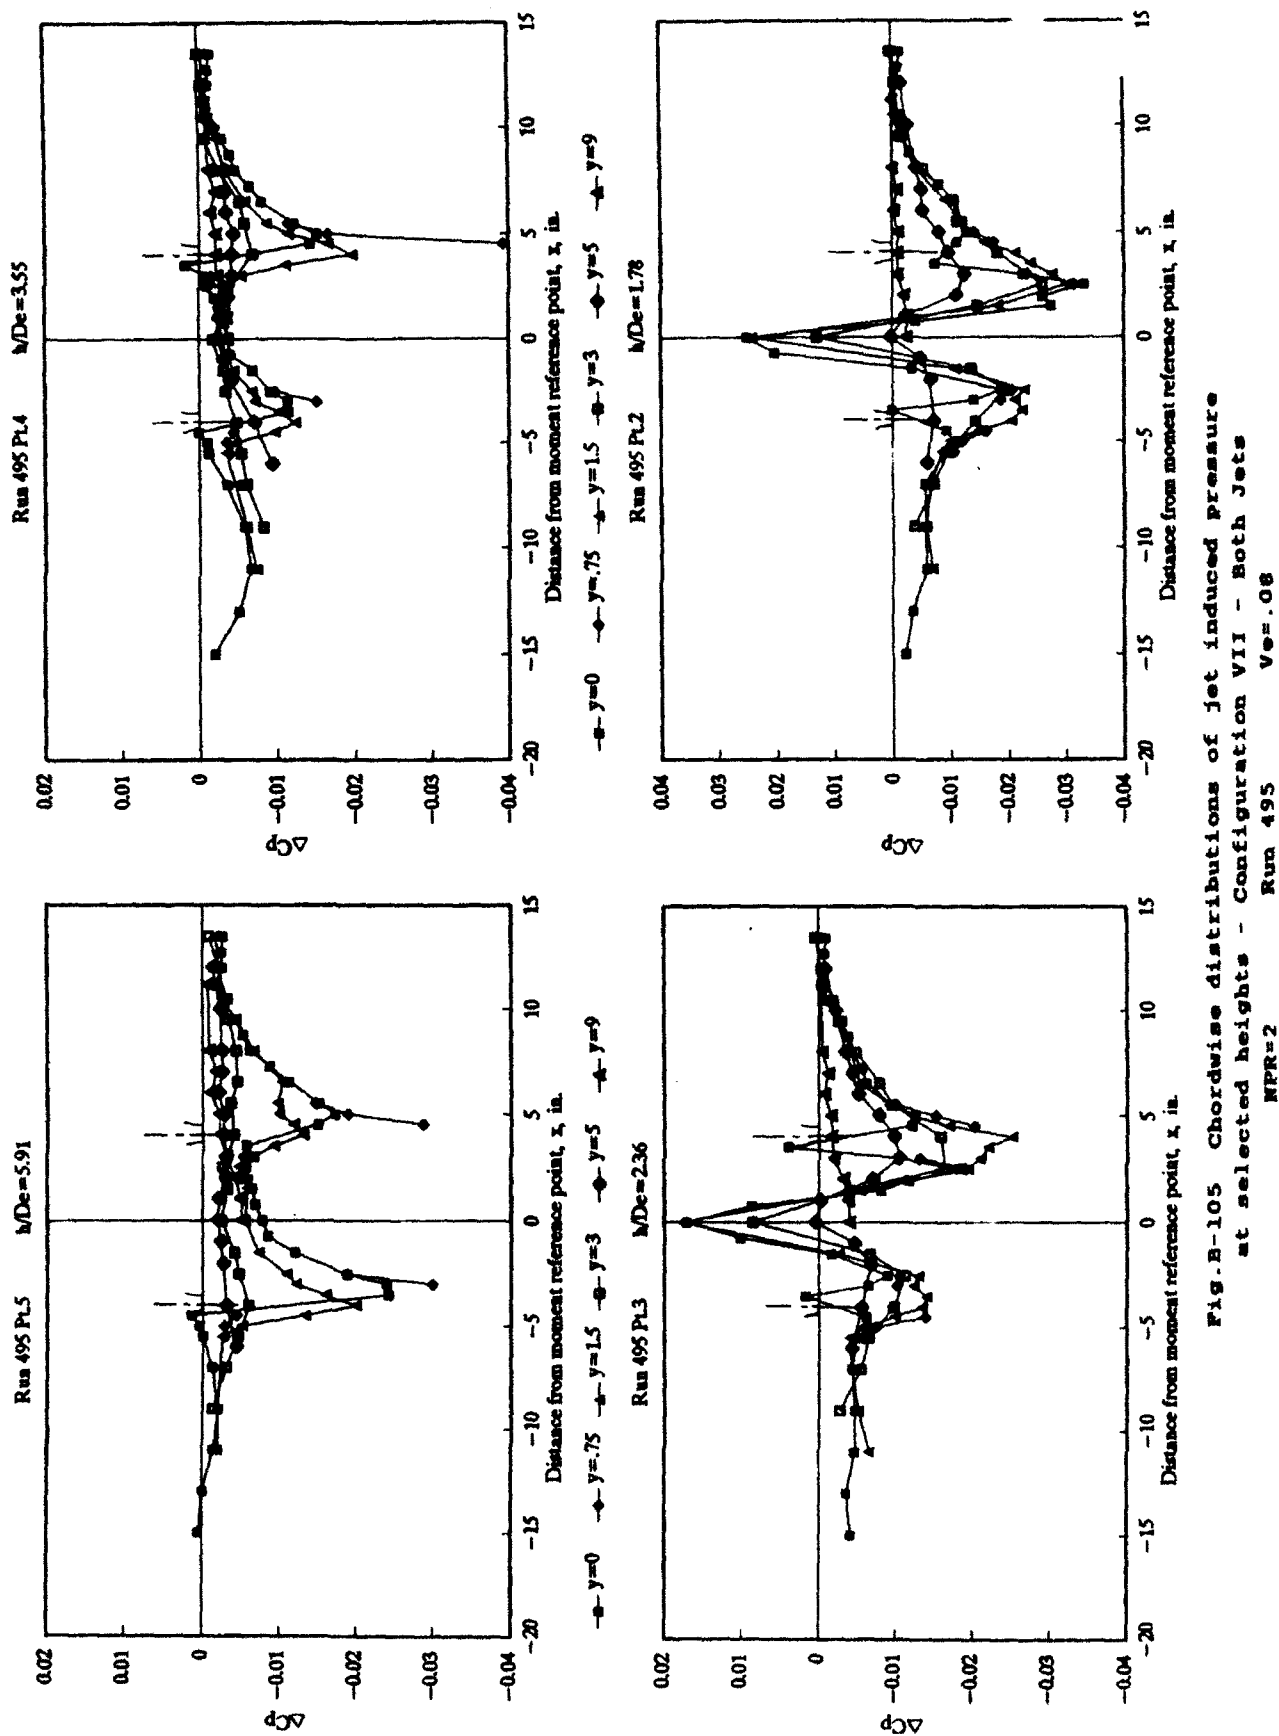 Run 495 Pt.5 h/De=5.91
0.02
0.01
0
-0.01
-0.02
-0.03
-0.04
ΔCp
-20 -15 -10 -5 0 5 10 15
Distance from moment reference point, x, in.
Run 495 Pt.4 h/De=3.55
0.02
0.01
0
-0.01
-0.02
-0.03
-0.04
ΔCp
-20 -15 -10 -5 0 5 10 15
Distance from moment reference point, x, in.
y=0 y=.75 y=1.5 y=3 y=5 y=9
y=0 y=.75 y=1.5 y=3 y=5 y=9
Run 495 Pt.3 h/De=2.36
0.02
0.01
0
-0.01
-0.02
-0.03
-0.04
ΔCp
-20 -15 -10 -5 0 5 10 15
Distance from moment reference point, x, in.
Run 495 Pt.2 h/De=1.78
0.04
0.02
0.01
0
-0.01
-0.02
-0.03
-0.04
ΔCp
-20 -15 -10 -5 0 5 10 15
Distance from moment reference point, x, in.
Fig.B-105 Chordwise distributions of jet induced pressure
at selected heights - Configuration VII - Both Jets
NPR=2 Run 495 Ve=.08